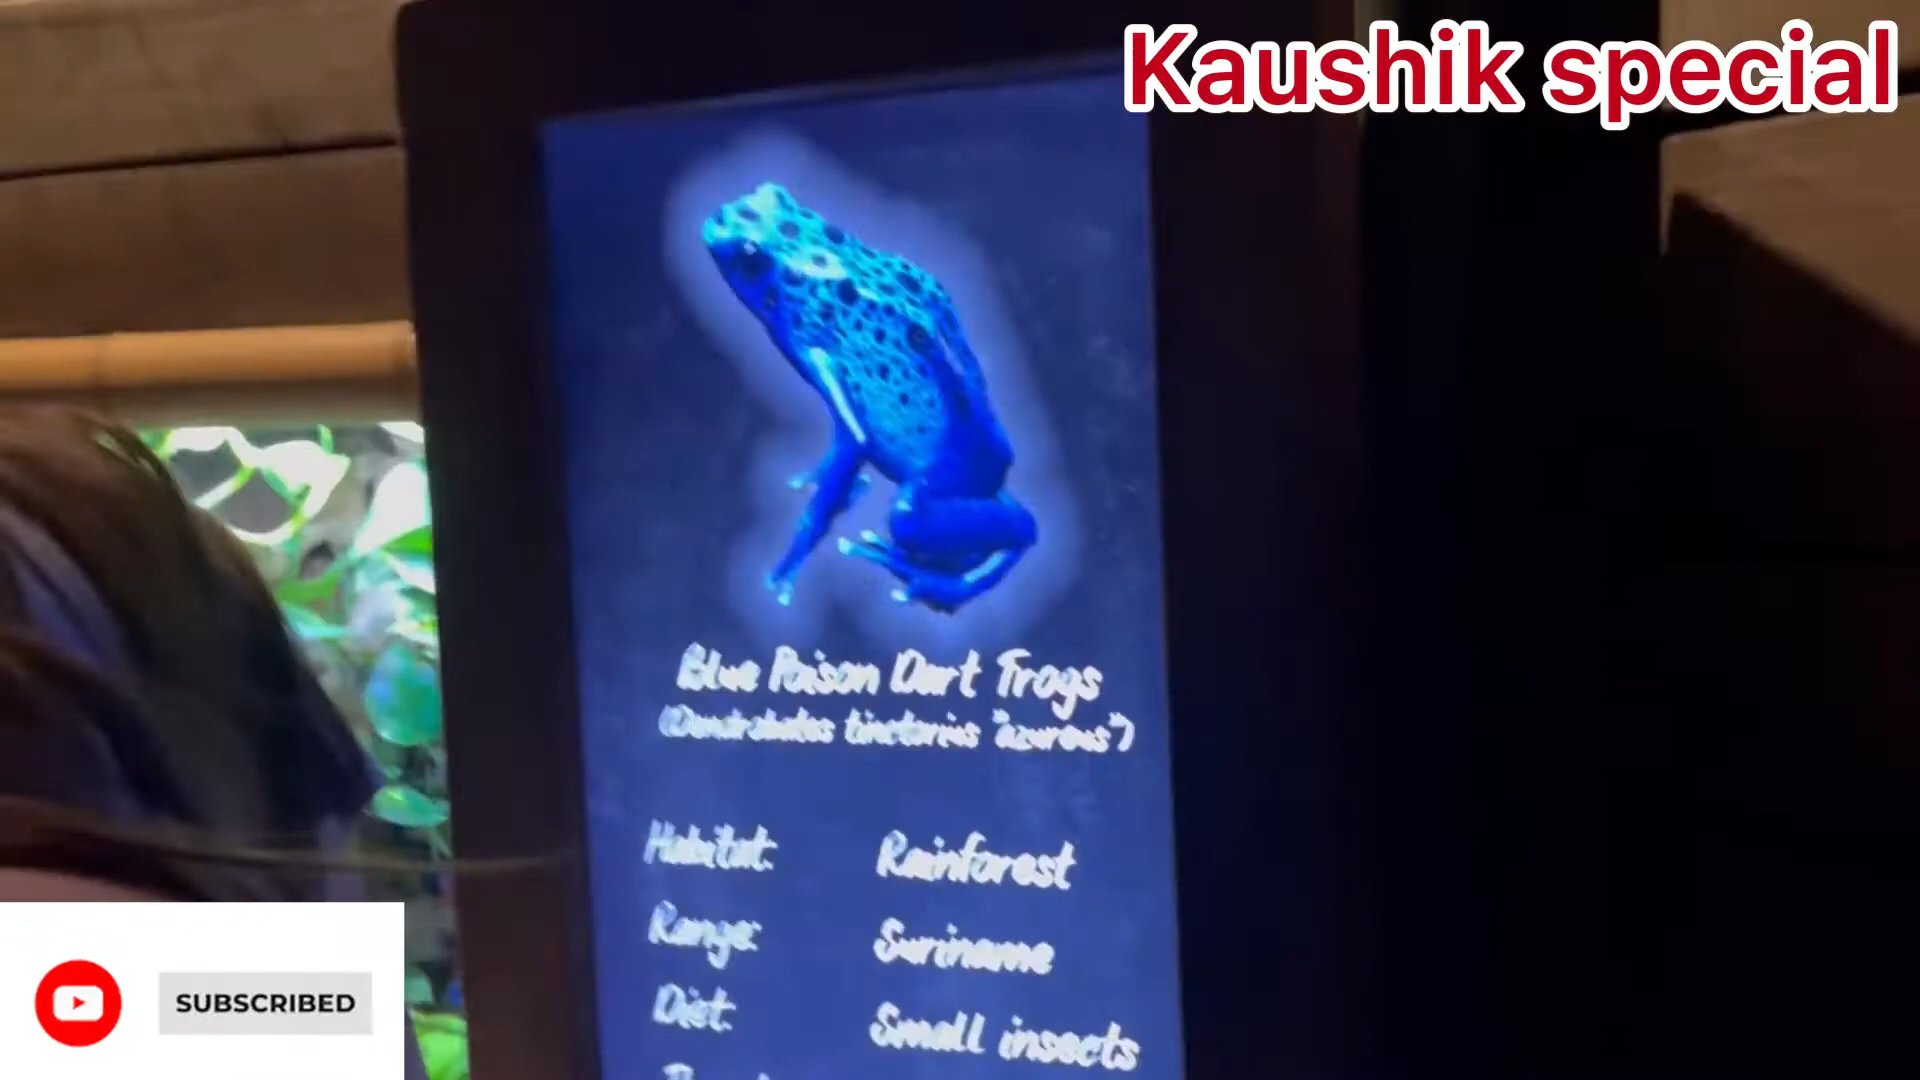 Kaushik special
Blue Poison Dart Frogs
(Dendrobates tinctorius "azureus")
Habitat: Rainforest
Range: Suriname
Diet: Small insects
SUBSCRIBED